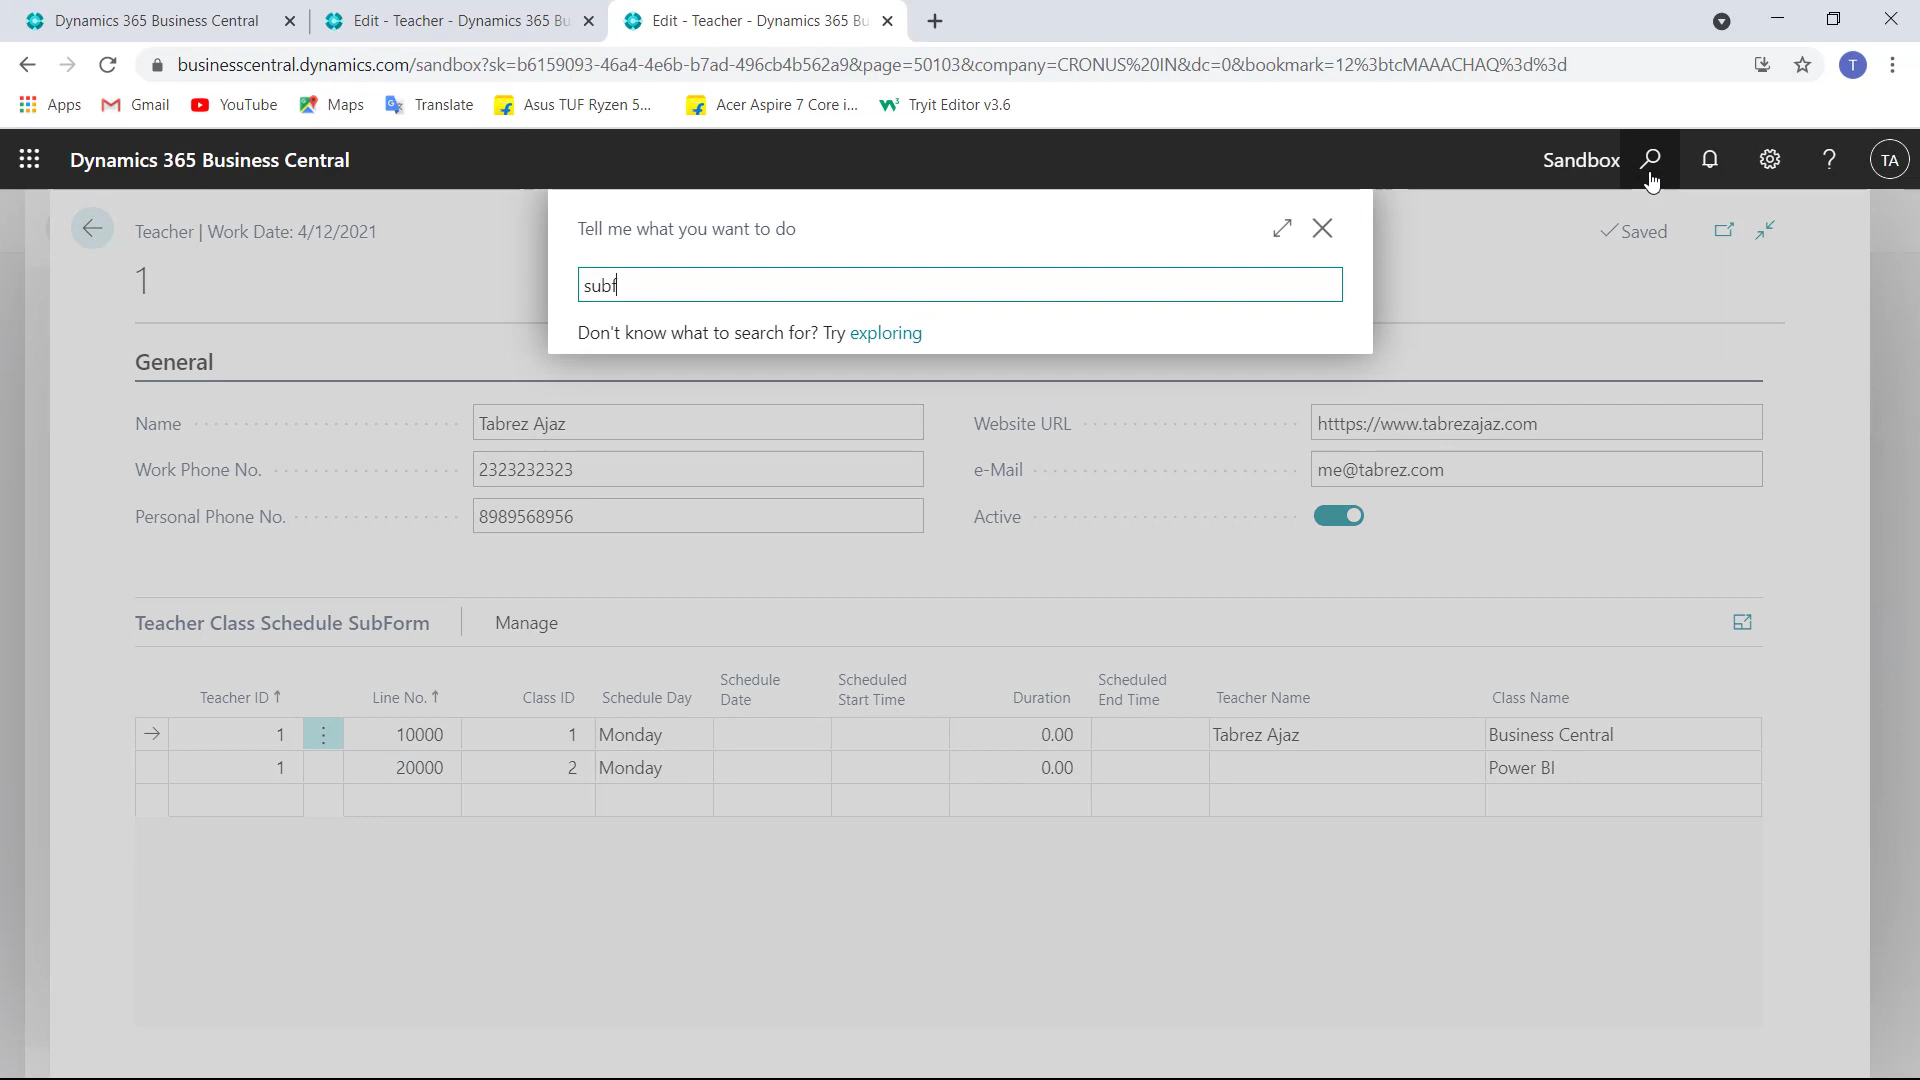 Dynamics 365 Business Central
Edit - Teacher - Dynamics 365 Bu
Edit - Teacher - Dynamics 365 Bu
businesscentral.dynamics.com/sandbox?sk=b6159093-46a4-4e6b-b7ad-496cb4b562a9&page=50103&company=CRONUS%20IN&dc=0&bookmark=12%3btcMAAACHAQ%3d%3d
T
Apps Gmail YouTube Maps Translate Asus TUF Ryzen 5... Acer Aspire 7 Core i... Tryit Editor v3.6
Dynamics 365 Business Central Sandbox ? TA
Teacher | Work Date: 4/12/2021 Saved
1
Tell me what you want to do
subf
Don't know what to search for? Try exploring
General
Name Tabrez Ajaz Website URL htttps://www.tabrezajaz.com
Work Phone No. 2323232323 e-Mail me@tabrez.com
Personal Phone No. 8989568956 Active
Teacher Class Schedule SubForm Manage
Teacher ID ↑ Line No. ↑ Class ID Schedule Day Schedule Date Scheduled Start Time Duration Scheduled End Time Teacher Name Class Name
1 10000 1 Monday 0.00 Tabrez Ajaz Business Central
1 20000 2 Monday 0.00 Power BI